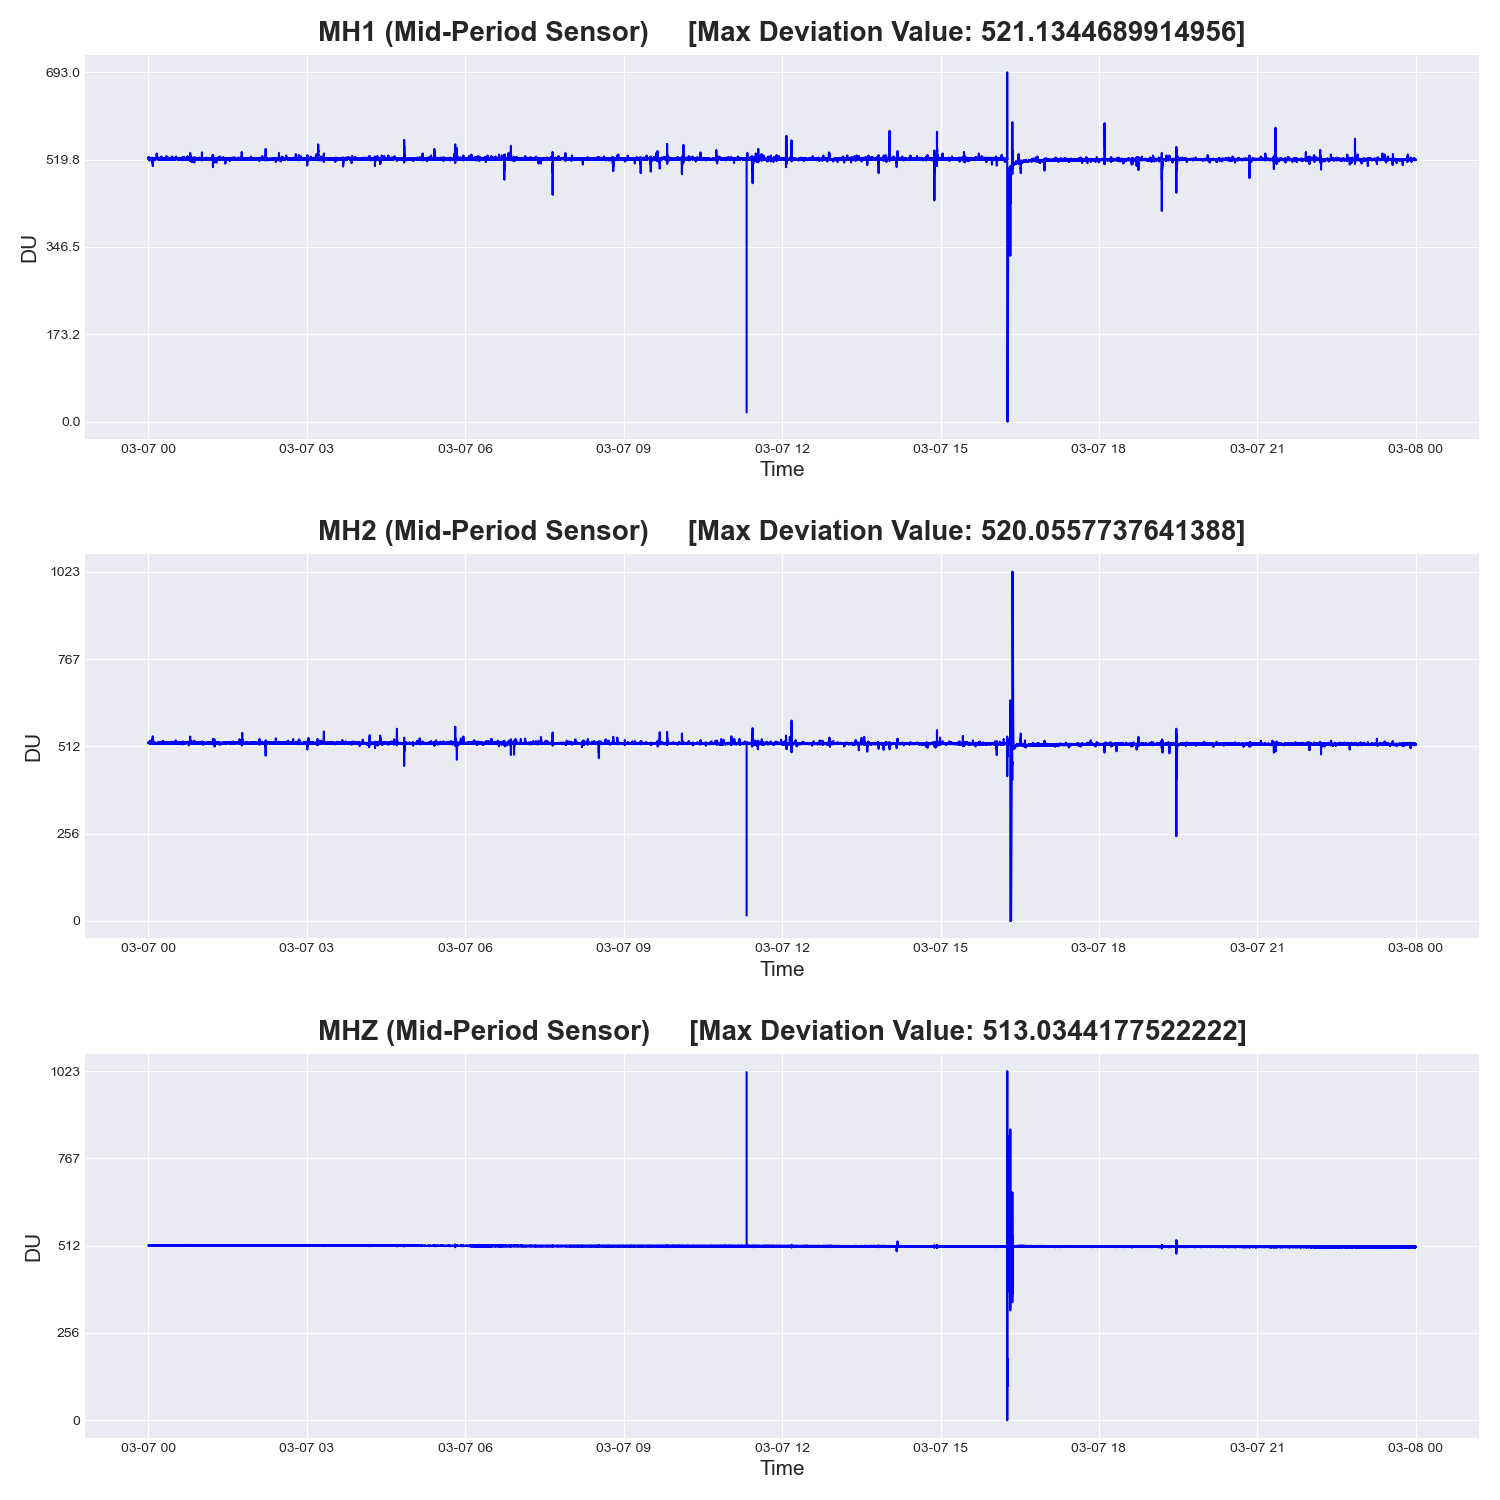 MH1 (Mid-Period Sensor) [Max Deviation Value: 521.1344689914956]
693.0
519.8
346.5
173.2
0.0
DU
03-07 00 03-07 03 03-07 06 03-07 09 03-07 12 03-07 15 03-07 18 03-07 21 03-08 00
Time
MH2 (Mid-Period Sensor) [Max Deviation Value: 520.0557737641388]
1023
767
512
256
0
DU
03-07 00 03-07 03 03-07 06 03-07 09 03-07 12 03-07 15 03-07 18 03-07 21 03-08 00
Time
MHZ (Mid-Period Sensor) [Max Deviation Value: 513.0344177522222]
1023
767
512
256
0
DU
03-07 00 03-07 03 03-07 06 03-07 09 03-07 12 03-07 15 03-07 18 03-07 21 03-08 00
Time